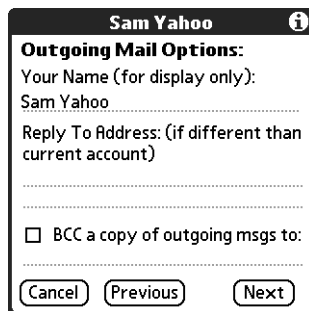 Sam Yahoo
Outgoing Mail Options:
Your Name (for display only):
Sam Yahoo
Reply To Address: (if different than
current account)
BCC a copy of outgoing msgs to:
Cancel Previous Next